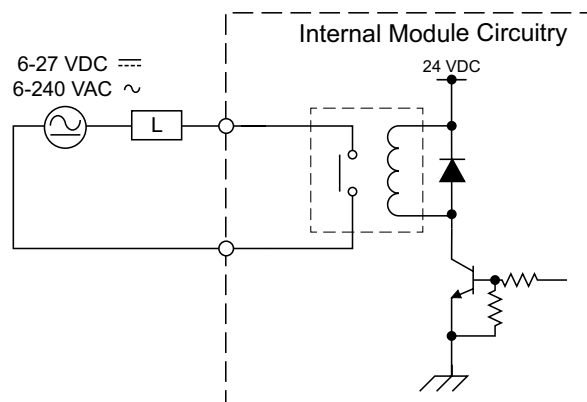 Internal Module Circuitry
6-27 VDC ⎓
6-240 VAC ∿
24 VDC
L